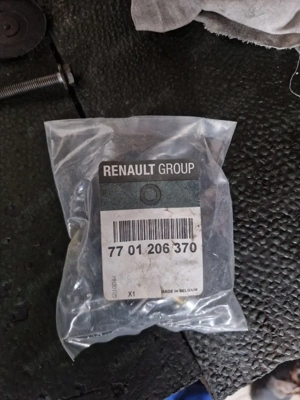 RENAULT GROUP
77 01 206 370
X1
MADE IN BELGIUM